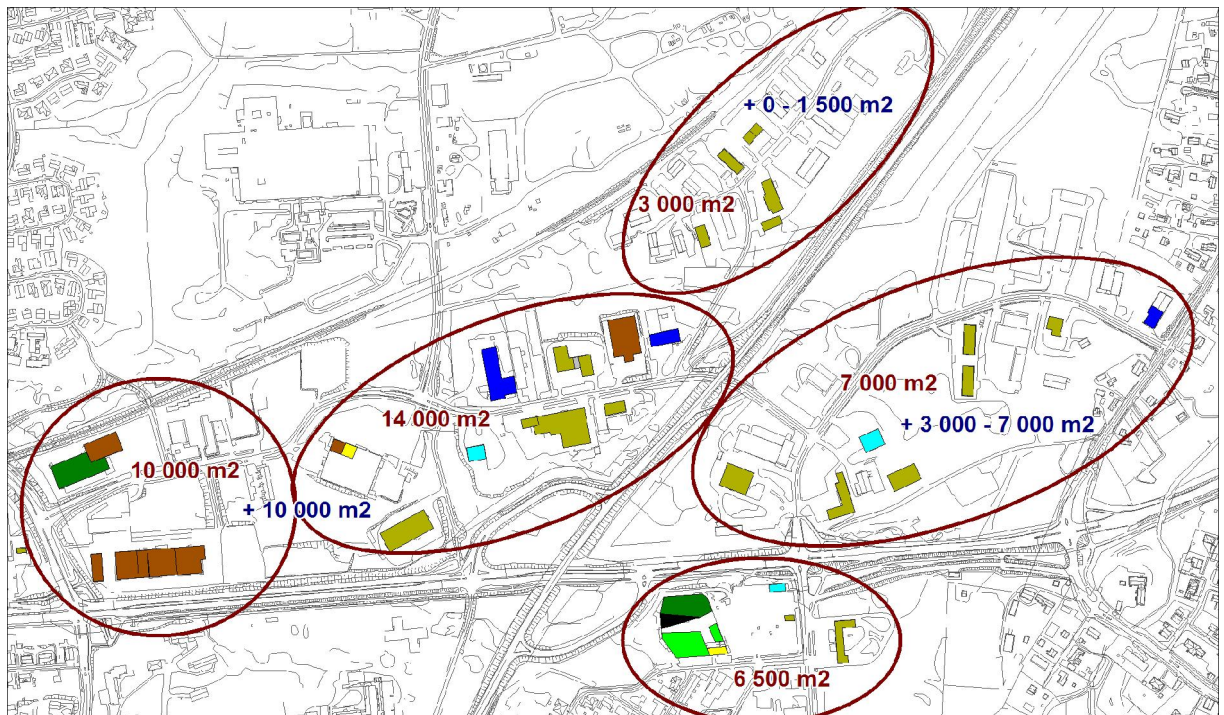 + 0 - 1 500 m2
3 000 m2
7 000 m2
+ 3 000 - 7 000 m2
14 000 m2
10 000 m2
+ 10 000 m2
6 500 m2